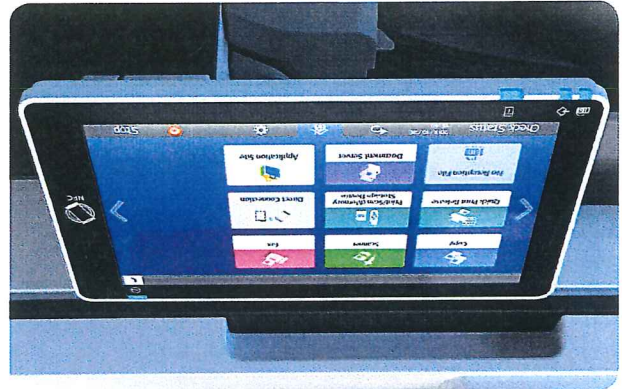 Copy
Scanner
Fax
Quick Print Release
Print/Scan (Memory
Storage Device)
Direct Connection
No Reception File
Document Server
Application Site
Check Status
Stop
NFC